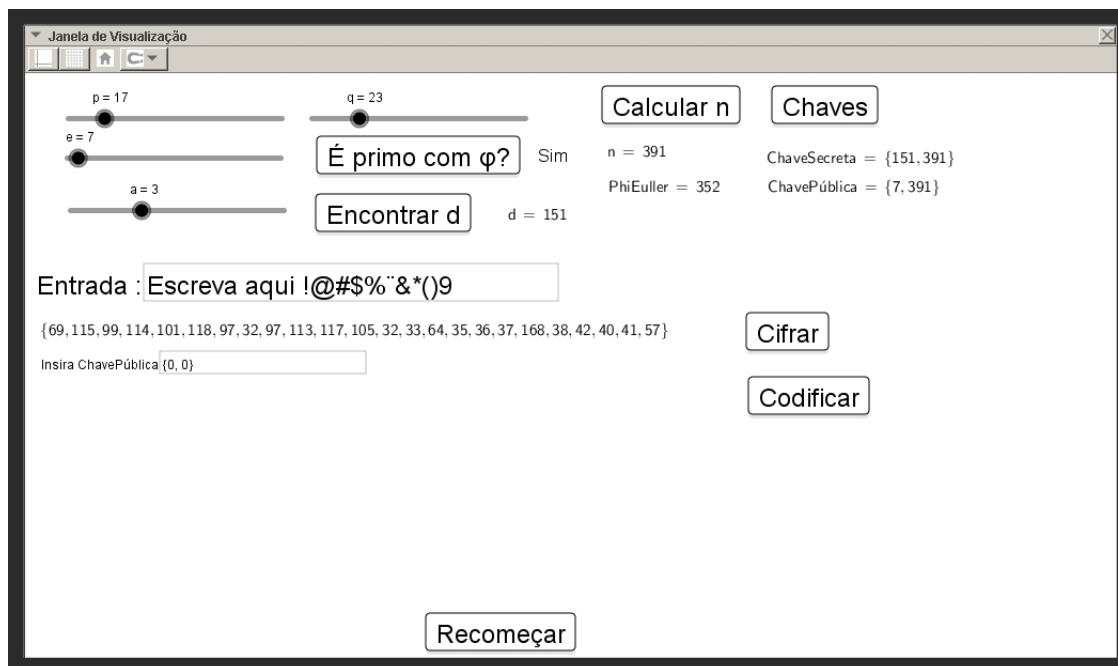 Janela de Visualização
p = 17
q = 23
Calcular n
Chaves
e = 7
É primo com φ?
Sim
n = 391
ChaveSecreta = {151, 391}
PhiEuller = 352
ChavePública = {7, 391}
a = 3
Encontrar d
d = 151
Entrada : Escreva aqui !@#$%¨&*()9
{69, 115, 99, 114, 101, 118, 97, 32, 97, 113, 117, 105, 32, 33, 64, 35, 36, 37, 168, 38, 42, 40, 41, 57}
Cifrar
Insira ChavePública {0, 0}
Codificar
Recomeçar